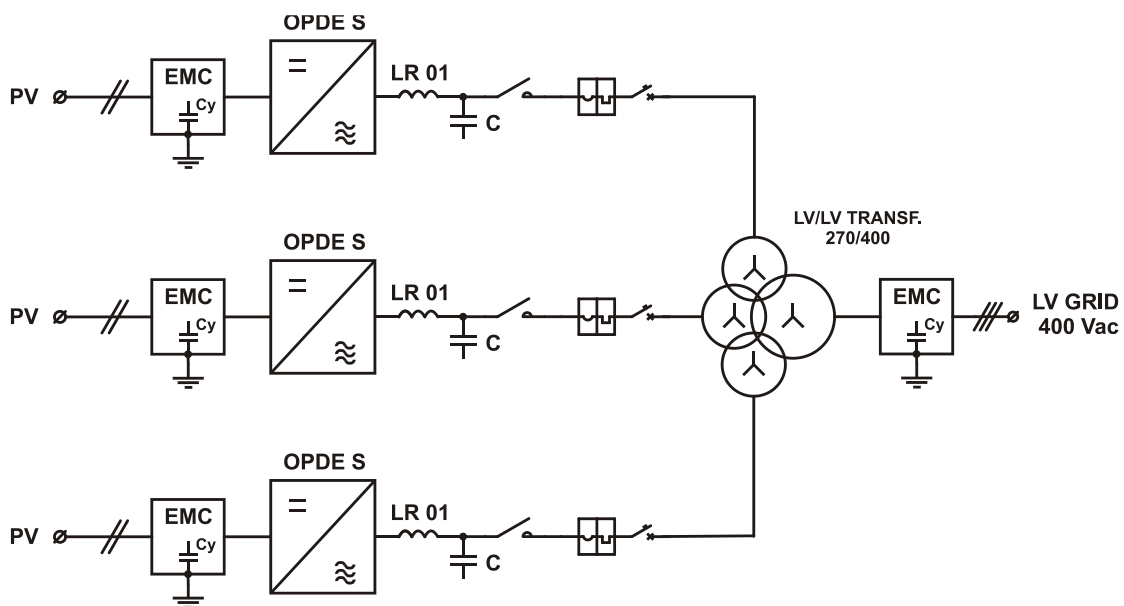 OPDE S
PV
EMC
Cy
LR 01
C
LV/LV TRANSF.
270/400
OPDE S
PV
EMC
Cy
LR 01
C
EMC
Cy
LV GRID
400 Vac
OPDE S
PV
EMC
Cy
LR 01
C